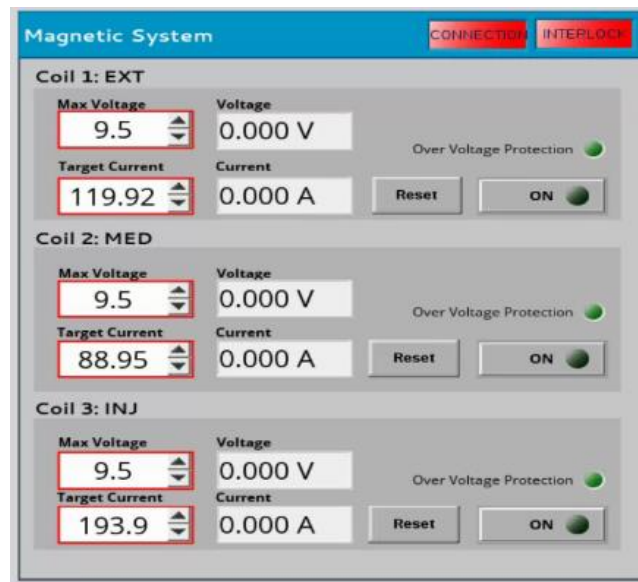 Magnetic System CONNECTION INTERLOCK
Coil 1: EXT
Max Voltage Voltage
9.5 0.000 V
Over Voltage Protection
Target Current Current
119.92 0.000 A Reset ON
Coil 2: MED
Max Voltage Voltage
9.5 0.000 V
Over Voltage Protection
Target Current Current
88.95 0.000 A Reset ON
Coil 3: INJ
Max Voltage Voltage
9.5 0.000 V
Over Voltage Protection
Target Current Current
193.9 0.000 A Reset ON